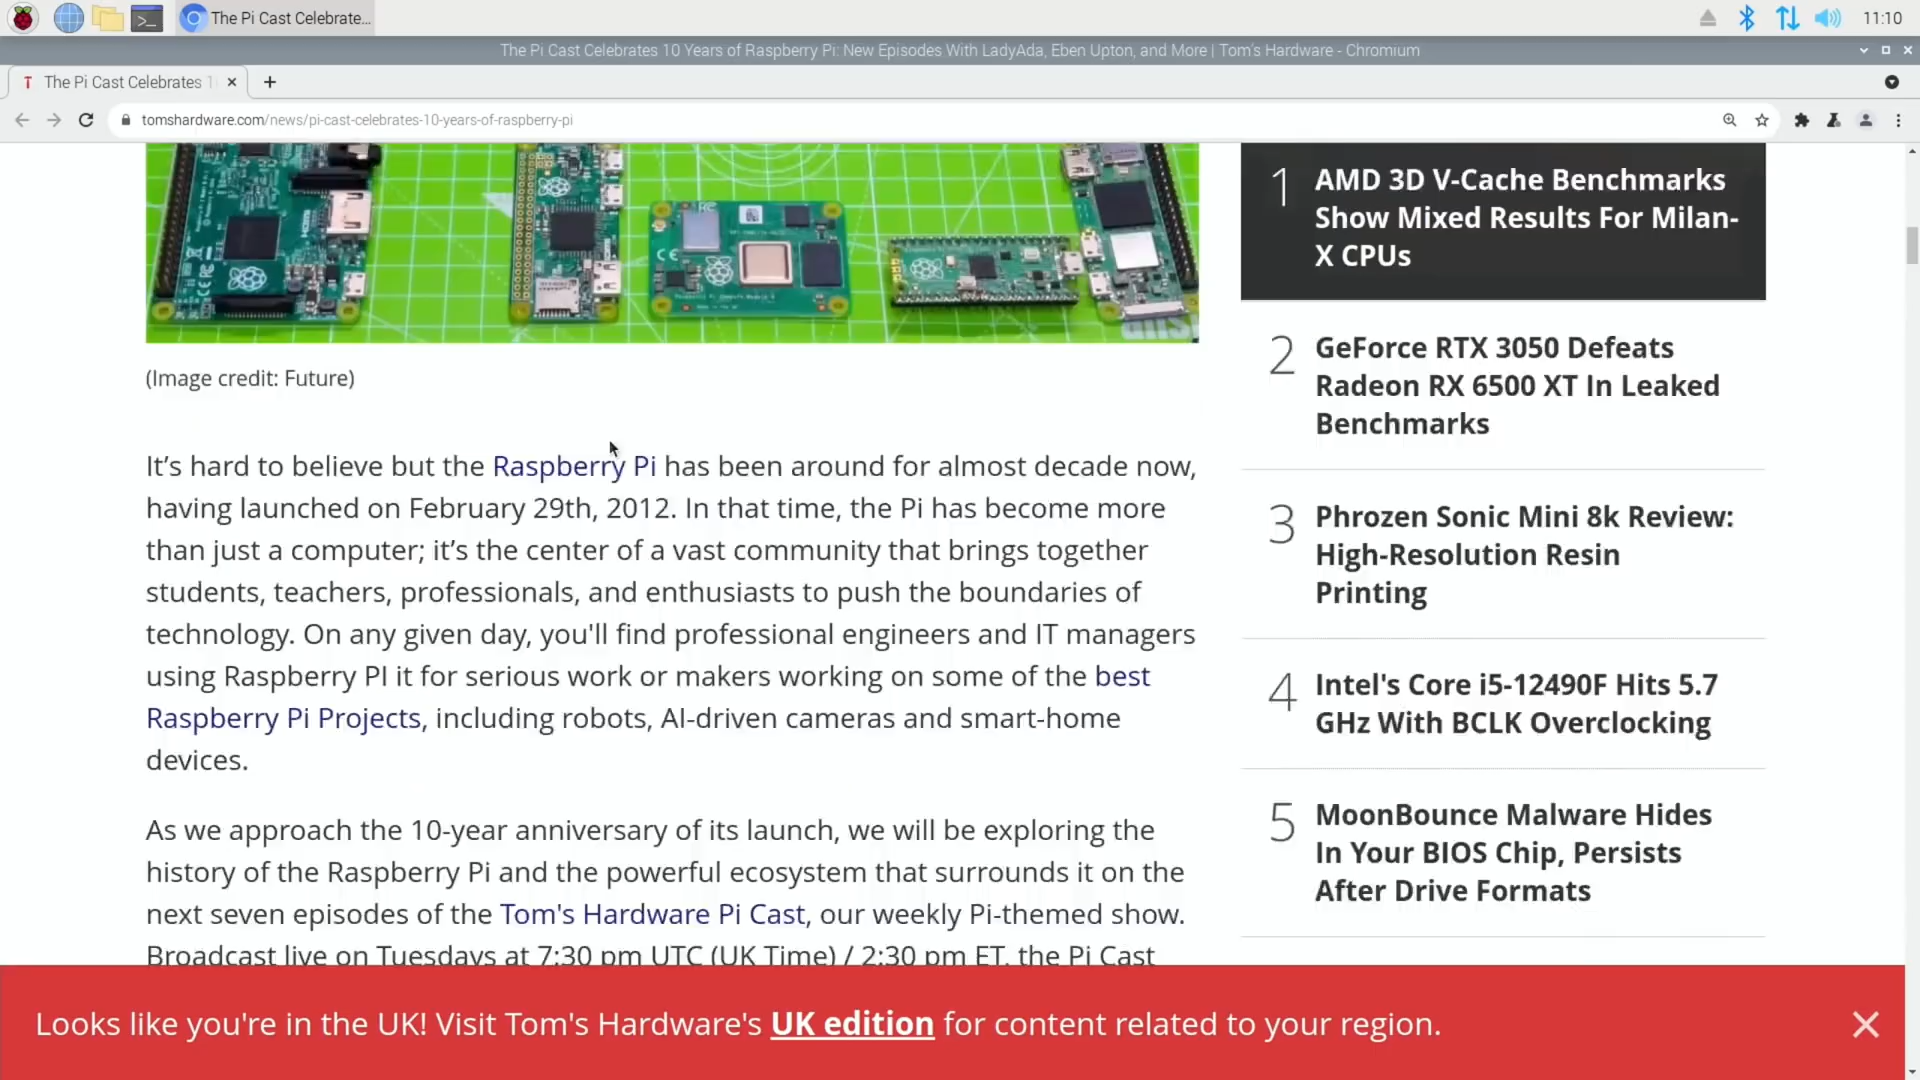 The Pi Cast Celebrate...
11:10
The Pi Cast Celebrates 10 Years of Raspberry Pi: New Episodes With LadyAda, Eben Upton, and More | Tom's Hardware - Chromium
The Pi Cast Celebrates 1
tomshardware.com/news/pi-cast-celebrates-10-years-of-raspberry-pi
(Image credit: Future)
It's hard to believe but the Raspberry Pi has been around for almost decade now,
having launched on February 29th, 2012. In that time, the Pi has become more
than just a computer; it's the center of a vast community that brings together
students, teachers, professionals, and enthusiasts to push the boundaries of
technology. On any given day, you'll find professional engineers and IT managers
using Raspberry PI it for serious work or makers working on some of the best
Raspberry Pi Projects, including robots, AI-driven cameras and smart-home
devices.
As we approach the 10-year anniversary of its launch, we will be exploring the
history of the Raspberry Pi and the powerful ecosystem that surrounds it on the
next seven episodes of the Tom's Hardware Pi Cast, our weekly Pi-themed show.
Broadcast live on Tuesdays at 7:30 pm UTC (UK Time) / 2:30 pm ET, the Pi Cast
1 AMD 3D V-Cache Benchmarks
Show Mixed Results For Milan-
X CPUs
2 GeForce RTX 3050 Defeats
Radeon RX 6500 XT In Leaked
Benchmarks
3 Phrozen Sonic Mini 8k Review:
High-Resolution Resin
Printing
4 Intel's Core i5-12490F Hits 5.7
GHz With BCLK Overclocking
5 MoonBounce Malware Hides
In Your BIOS Chip, Persists
After Drive Formats
Looks like you're in the UK! Visit Tom's Hardware's UK edition for content related to your region.